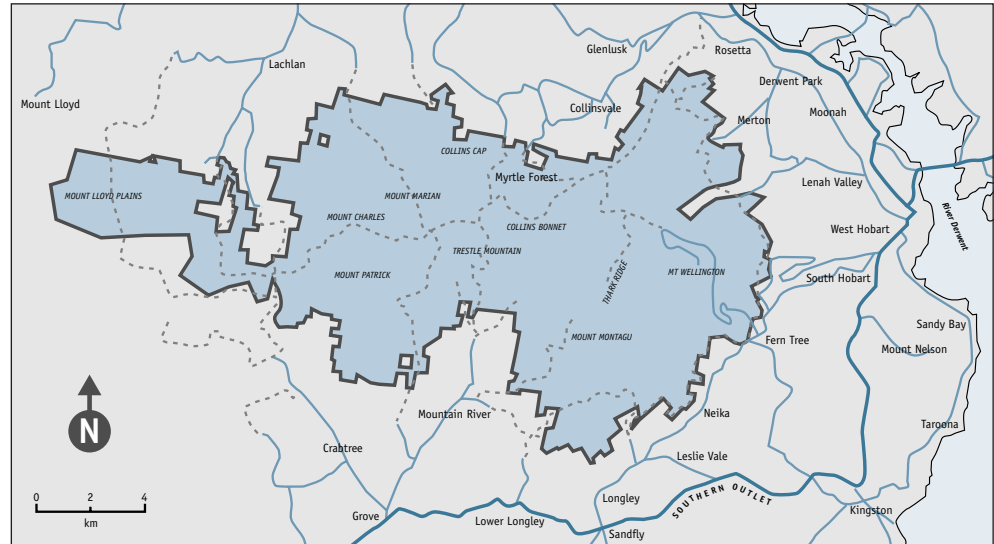 Glenlusk
Rosetta
Lachlan
Mount Lloyd
Derwent Park
Collinsvale
Moonah
Merton
COLLINS CAP
Myrtle Forest
Lenah Valley
MOUNT LLOYD PLAINS
MOUNT MARIAN
MOUNT CHARLES
COLLINS BONNET
West Hobart
River Derwent
TRESTLE MOUNTAIN
MOUNT PATRICK
THARK RIDGE
MT WELLINGTON
South Hobart
Sandy Bay
MOUNT MONTAGU
Fern Tree
Mount Nelson
N
Mountain River
Neika
Taroona
Crabtree
Leslie Vale
0 2 4
km
Longley
SOUTHERN OUTLET
Grove
Lower Longley
Kingston
Sandfly